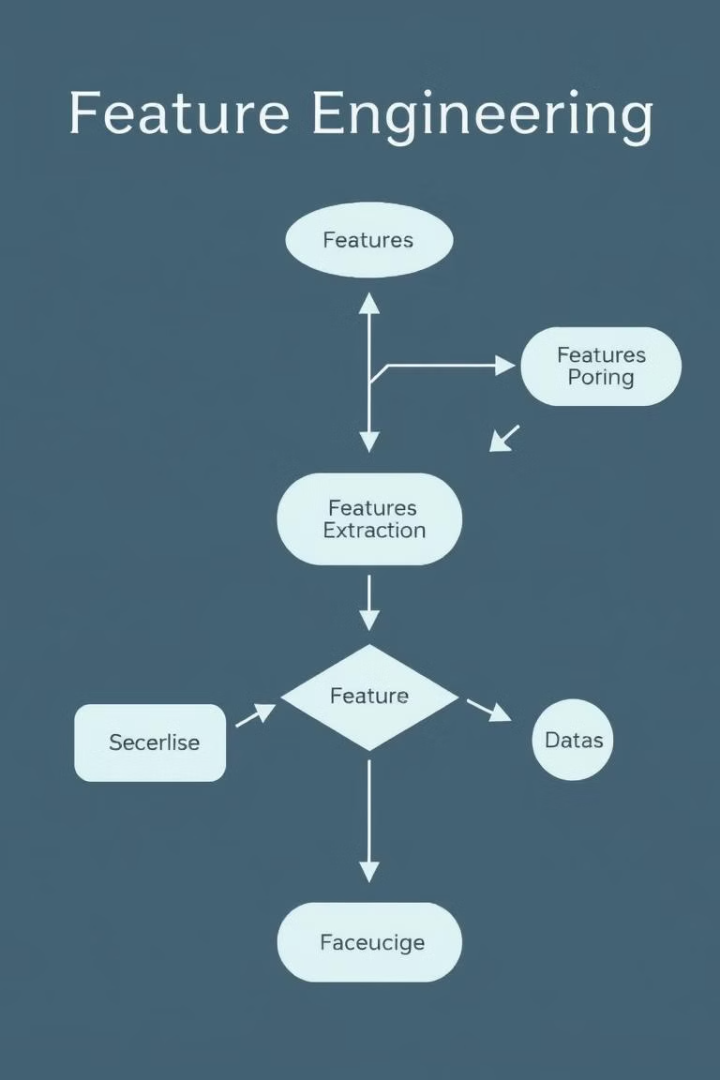 Feature Engineering
Features
Features
Poring
Features
Extraction
Feature
Secerlise
Datas
Faceucige